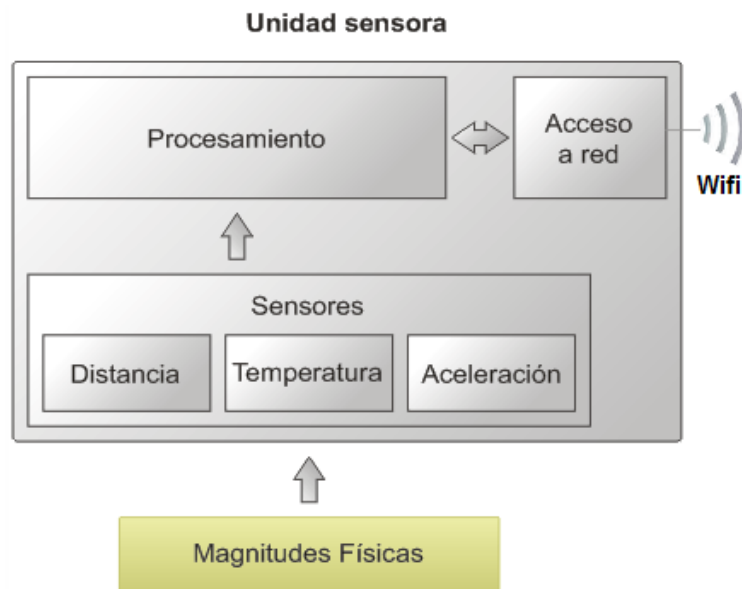 Unidad sensora
Procesamiento
Acceso
a red
Wifi
Sensores
Distancia
Temperatura
Aceleración
Magnitudes Físicas